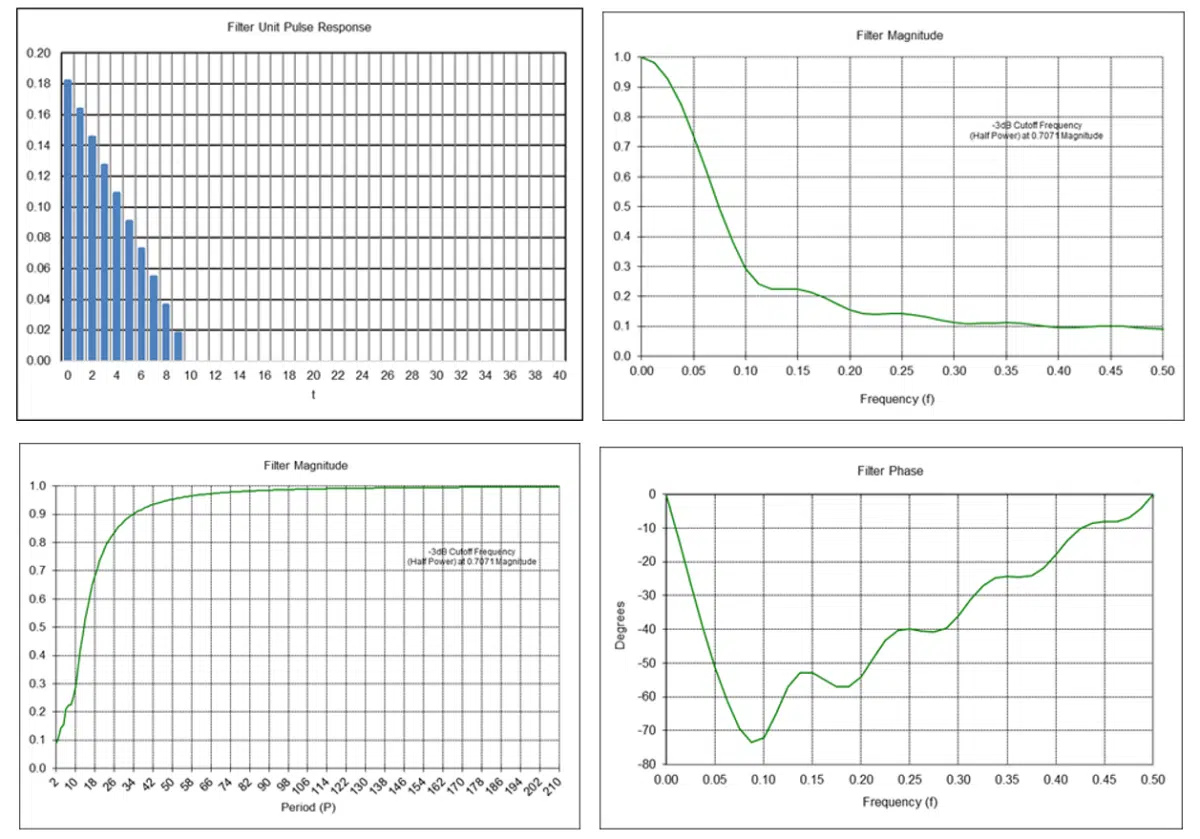 Filter Unit Pulse Response
0.20
0.18
0.16
0.14
0.12
0.10
0.08
0.06
0.04
0.02
0.00
0 2 4 6 8 10 12 14 16 18 20 22 24 26 28 30 32 34 36 38 40
t
Filter Magnitude
1.0
0.9
0.8
-3dB Cutoff Frequency
(Half Power) at 0.7071 Magnitude
0.7
0.6
0.5
0.4
0.3
0.2
0.1
0.0
0.00 0.05 0.10 0.15 0.20 0.25 0.30 0.35 0.40 0.45 0.50
Frequency (f)
Filter Magnitude
1.0
0.9
0.8
-3dB Cutoff Frequency
(Half Power) at 0.7071 Magnitude
0.7
0.6
0.5
0.4
0.3
0.2
0.1
0.0
2 10 18 26 34 42 50 58 66 74 82 90 98 106 114 122 130 138 146 154 162 170 178 186 194 202 210
Period (P)
Filter Phase
0
-10
-20
-30
-40
-50
-60
-70
-80
Degrees
0.00 0.05 0.10 0.15 0.20 0.25 0.30 0.35 0.40 0.45 0.50
Frequency (f)